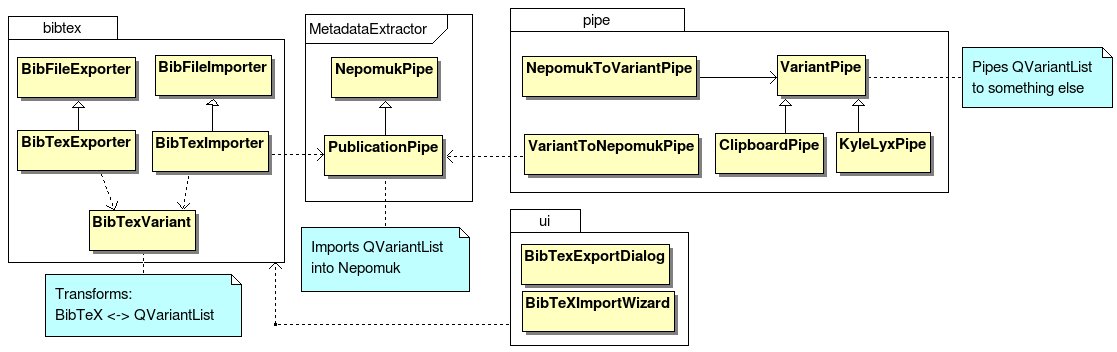 bibtex
BibFileExporter
BibFileImporter
BibTexExporter
BibTexImporter
BibTexVariant
Transforms:
BibTeX <-> QVariantList
MetadataExtractor
NepomukPipe
PublicationPipe
Imports QVariantList
into Nepomuk
pipe
NepomukToVariantPipe
VariantPipe
VariantToNepomukPipe
ClipboardPipe
KyleLyxPipe
Pipes QVariantList
to something else
ui
BibTexExportDialog
BibTeXImportWizard